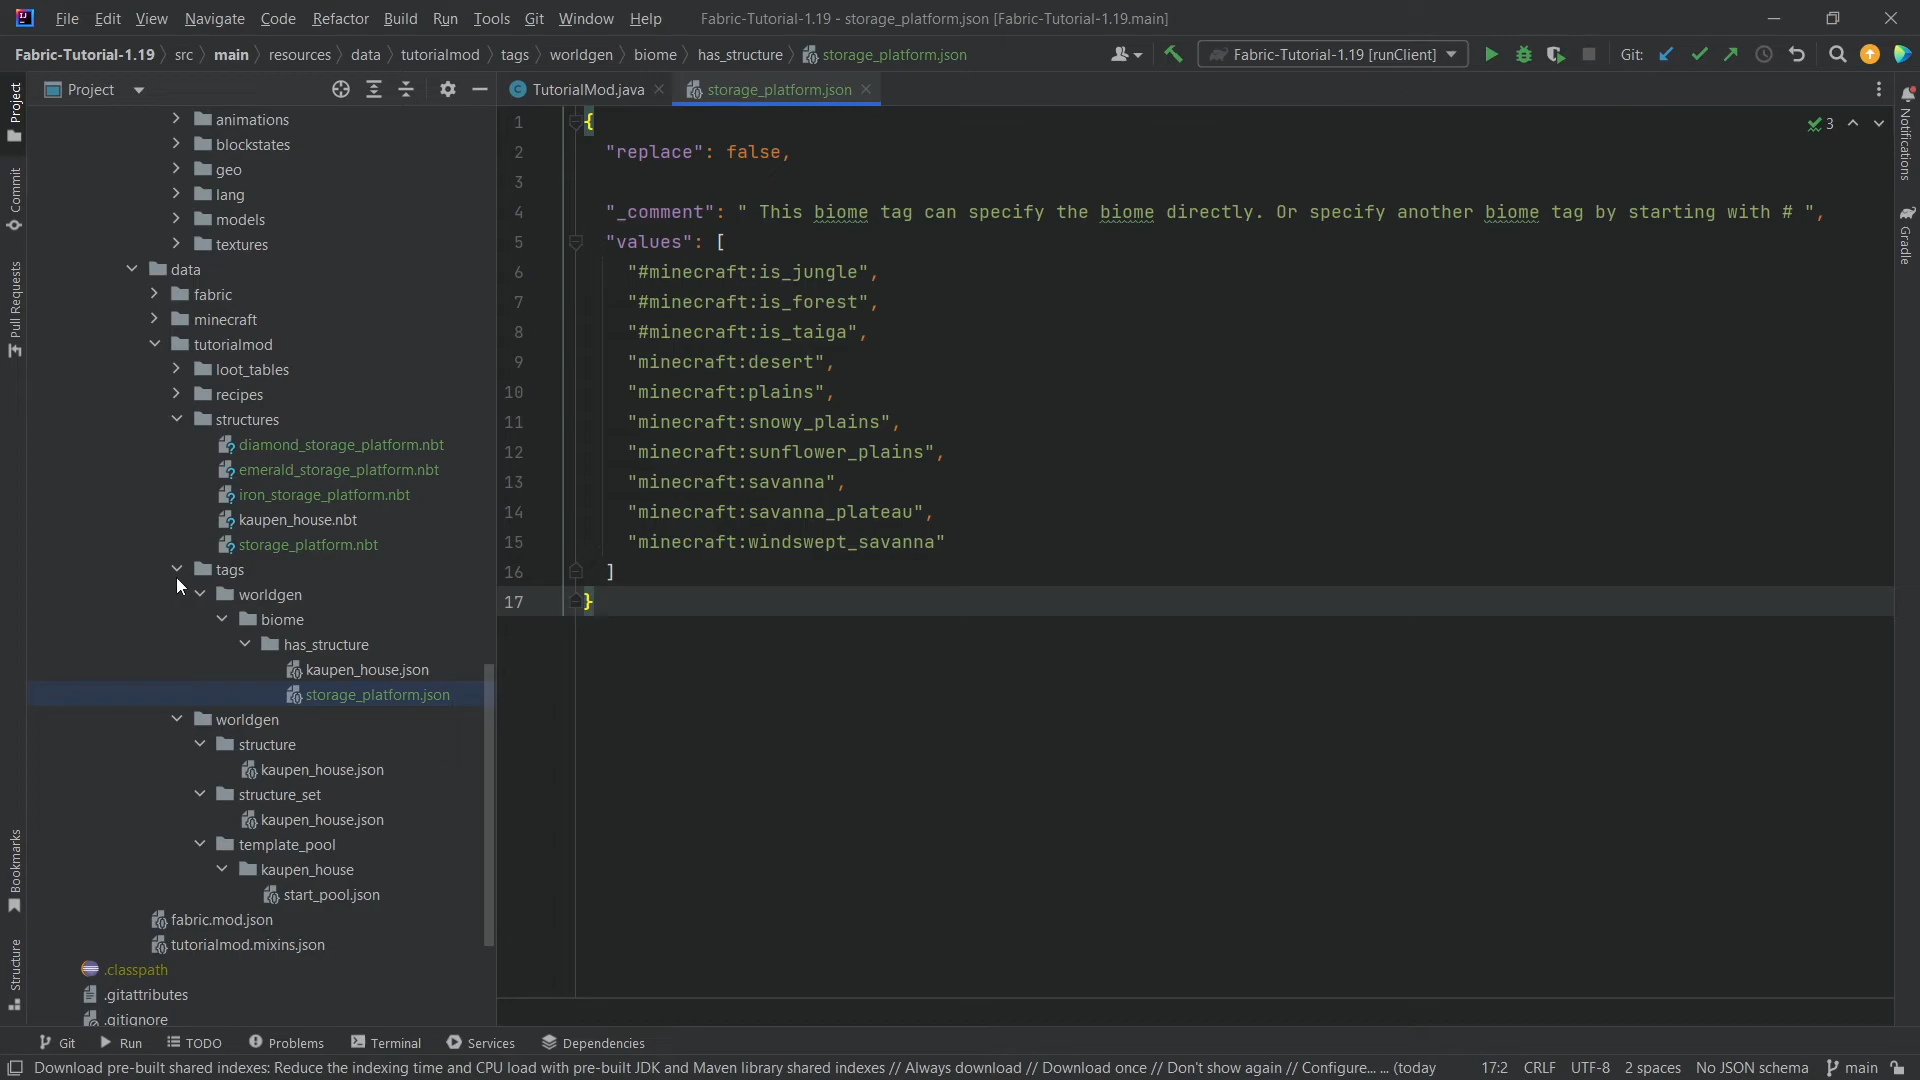 File Edit View Navigate Code Refactor Build Run Tools Git Window Help Fabric-Tutorial-1.19 - storage_platform.json [Fabric-Tutorial-1.19.main]
Fabric-Tutorial-1.19 src main resources data tutorialmod tags worldgen biome has_structure storage_platform.json Fabric-Tutorial-1.19 [runClient] Git:
Project TutorialMod.java storage_platform.json
Project
Commit
Pull Requests
Bookmarks
Structure
animations
blockstates
geo
lang
models
textures
data
fabric
minecraft
tutorialmod
loot_tables
recipes
structures
diamond_storage_platform.nbt
emerald_storage_platform.nbt
iron_storage_platform.nbt
kaupen_house.nbt
storage_platform.nbt
tags
worldgen
biome
has_structure
kaupen_house.json
storage_platform.json
worldgen
structure
kaupen_house.json
structure_set
kaupen_house.json
template_pool
kaupen_house
start_pool.json
fabric.mod.json
tutorialmod.mixins.json
.classpath
.gitattributes
.gitignore
1 {
2 "replace": false,
3
4 "_comment": " This biome tag can specify the biome directly. Or specify another biome tag by starting with # ",
5 "values": [
6 "#minecraft:is_jungle",
7 "#minecraft:is_forest",
8 "#minecraft:is_taiga",
9 "minecraft:desert",
10 "minecraft:plains",
11 "minecraft:snowy_plains",
12 "minecraft:sunflower_plains",
13 "minecraft:savanna",
14 "minecraft:savanna_plateau",
15 "minecraft:windswept_savanna"
16 ]
17 }
3
Notifications
Gradle
Git Run TODO Problems Terminal Services Dependencies
Download pre-built shared indexes: Reduce the indexing time and CPU load with pre-built JDK and Maven library shared indexes // Always download // Download once // Don't show again // Configure... ... (today 17:2 CRLF UTF-8 2 spaces No JSON schema main